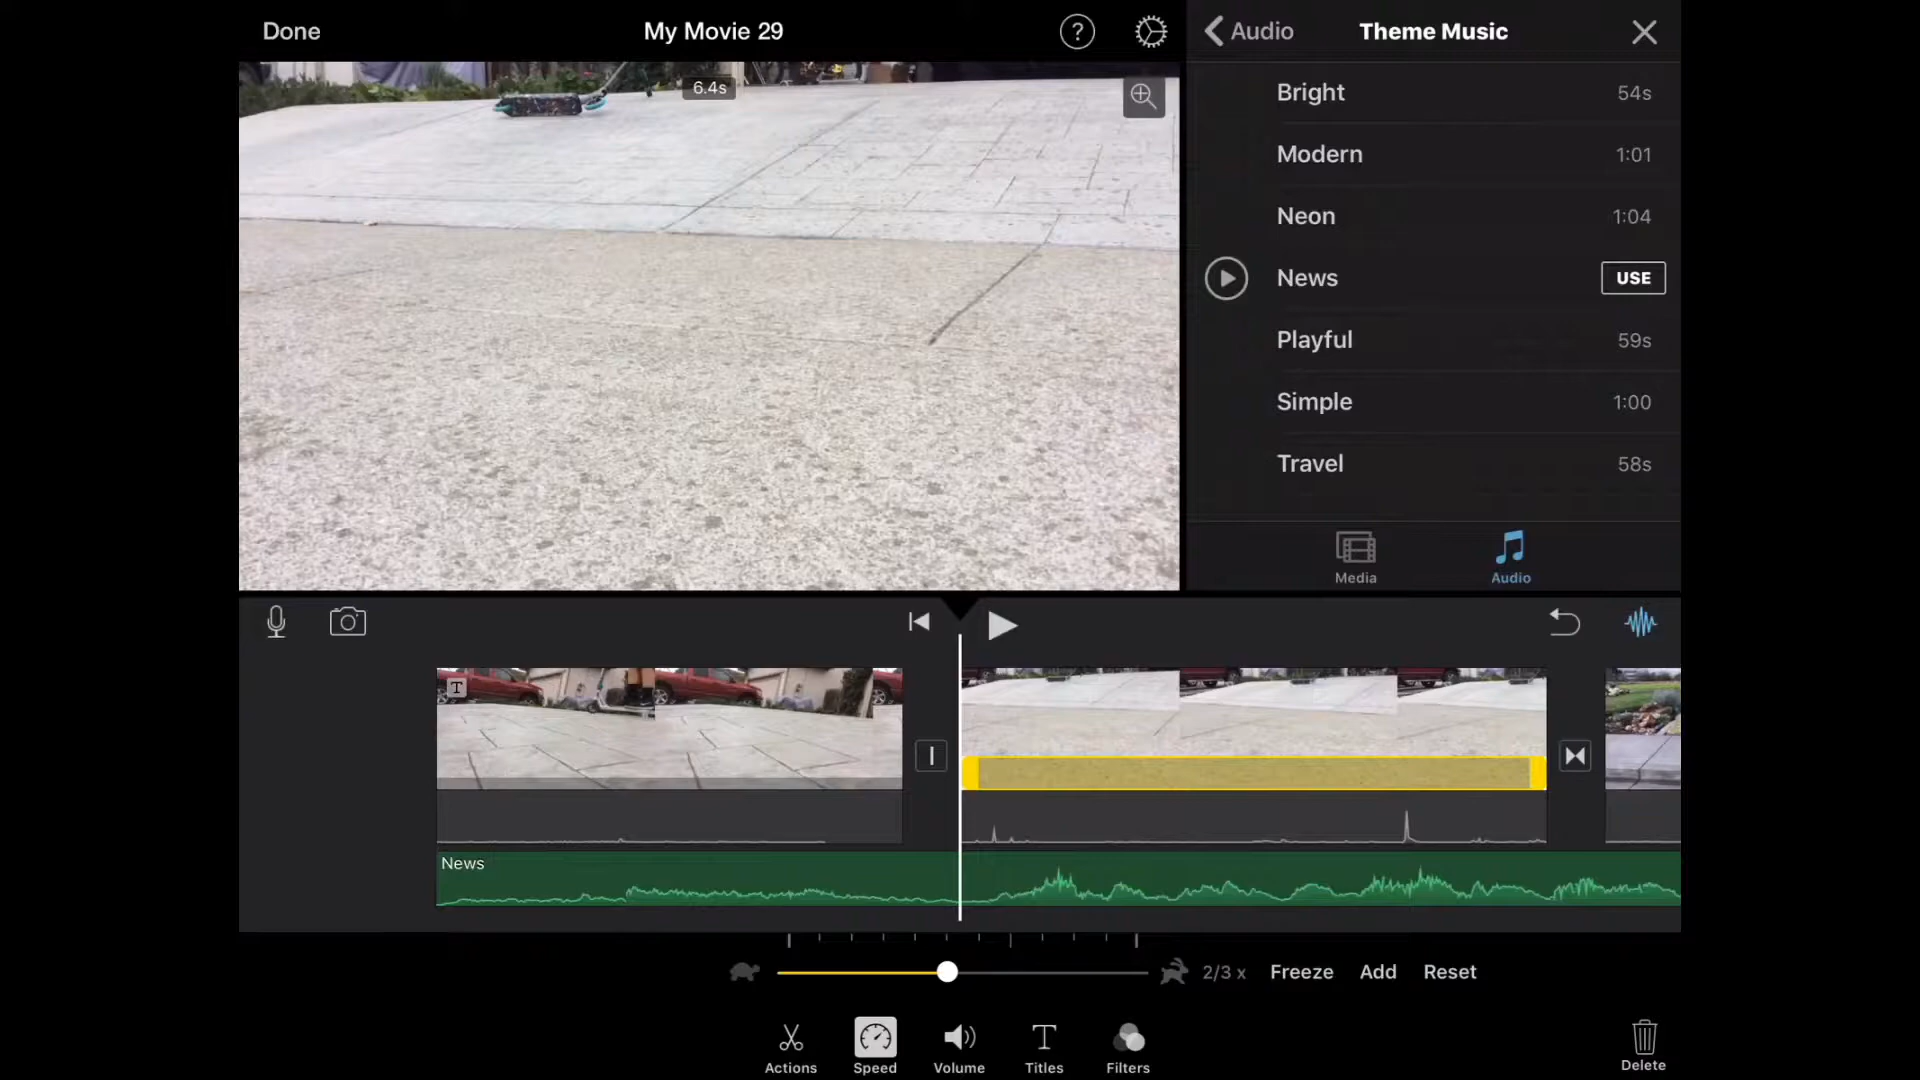 Done
My Movie 29
?
Audio
Theme Music
6.4s
Bright 54s
Modern 1:01
Neon 1:04
News USE
Playful 59s
Simple 1:00
Travel 58s
Media
Audio
T
News
2/3 x
Freeze
Add
Reset
Actions
Speed
Volume
Titles
Filters
Delete